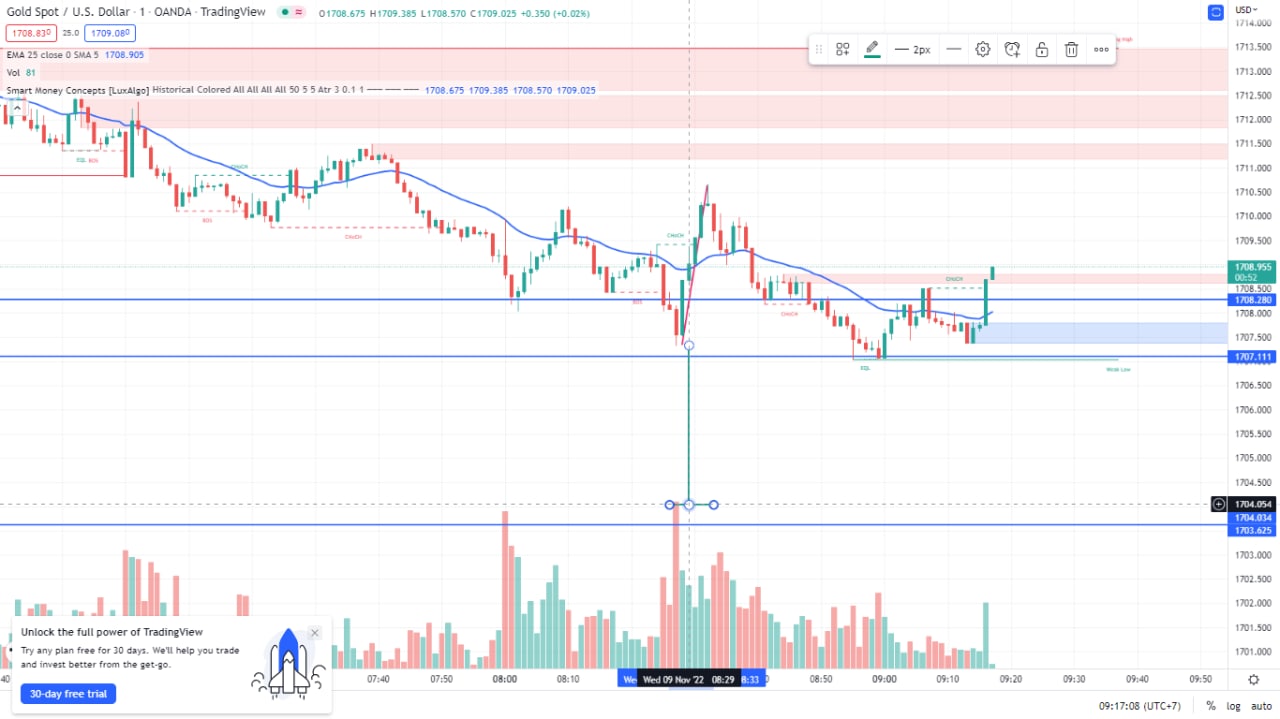 Gold Spot / U.S. Dollar · 1 · OANDA · TradingView
O1708.675 H1709.385 L1708.570 C1709.025 +0.350 (+0.02%)
USD
1708.830 25.0 1709.080
EMA 25 close 0 SMA 5 1708.905
Vol 81
Smart Money Concepts [LuxAlgo] Historical Colored All All All All 50 5 5 Atr 3 0.1 1 1708.675 1709.385 1708.570 1709.025
2px
1714.000
1713.500
1713.000
1712.500
1712.000
1711.500
1711.000
1710.500
1710.000
1709.500
1708.955
00:52
1708.500
1708.280
1708.000
1707.500
1707.111
1706.500
1706.000
1705.500
1705.000
1704.500
1704.054
1704.034
1703.625
1703.000
1702.500
1702.000
1701.500
1701.000
EQL BOS
CHoCH
BOS
CHoCH
BOS
CHoCH
CHoCH
CHoCH
EQL
Weak Low
Unlock the full power of TradingView
Try any plan free for 30 days. We'll help you trade
and invest better from the get-go.
30-day free trial
:40 07:40 07:50 08:00 08:10 We Wed 09 Nov '22 08:29 8:33 08:50 09:00 09:10 09:20 09:30 09:40 09:50
09:17:08 (UTC+7) % log auto